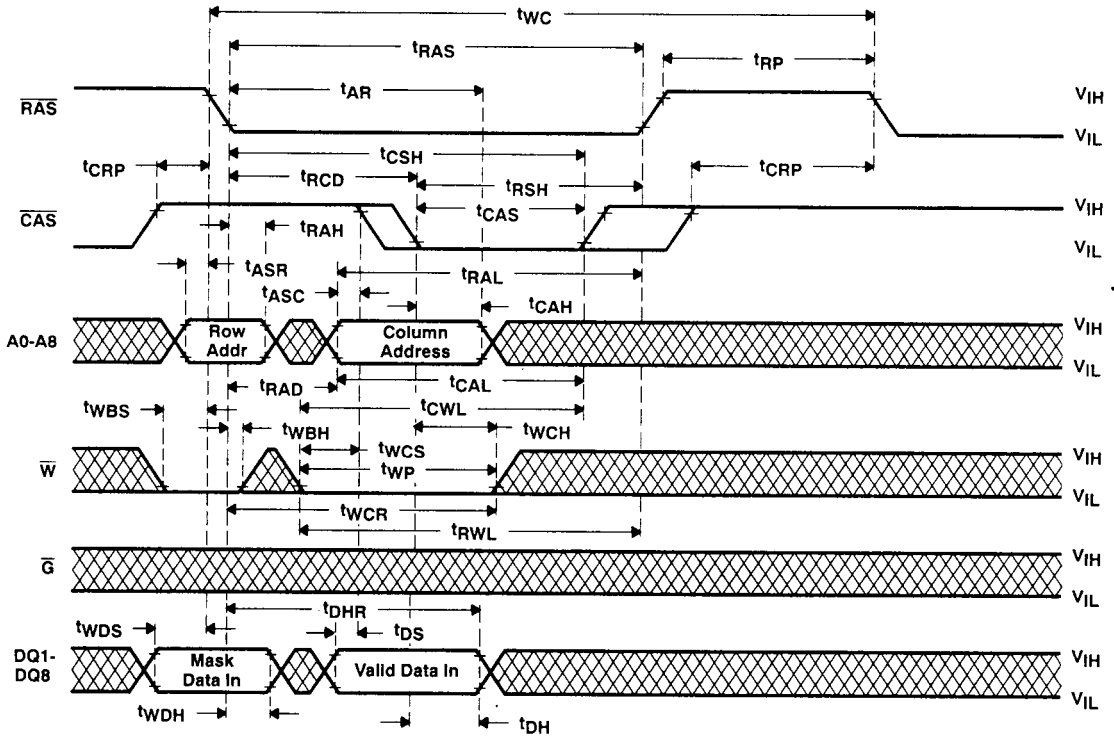 tWC
tRAS
tRP
tAR
RAS
VIH
VIL
tCSH
tCRP
tRCD
tRSH
tCRP
CAS
tCAS
VIH
tRAH
VIL
tASR
tRAL
tASC
tCAH
A0-A8
Row
Addr
Column
Address
VIH
VIL
tRAD
tCAL
tWBS
tCWL
tWBH
tWCS
tWCH
W
tWP
VIH
VIL
tWCR
tRWL
G
VIH
VIL
tDHR
tWDS
tDS
DQ1-
DQ8
Mask
Data In
Valid Data In
VIH
VIL
tWDH
tDH